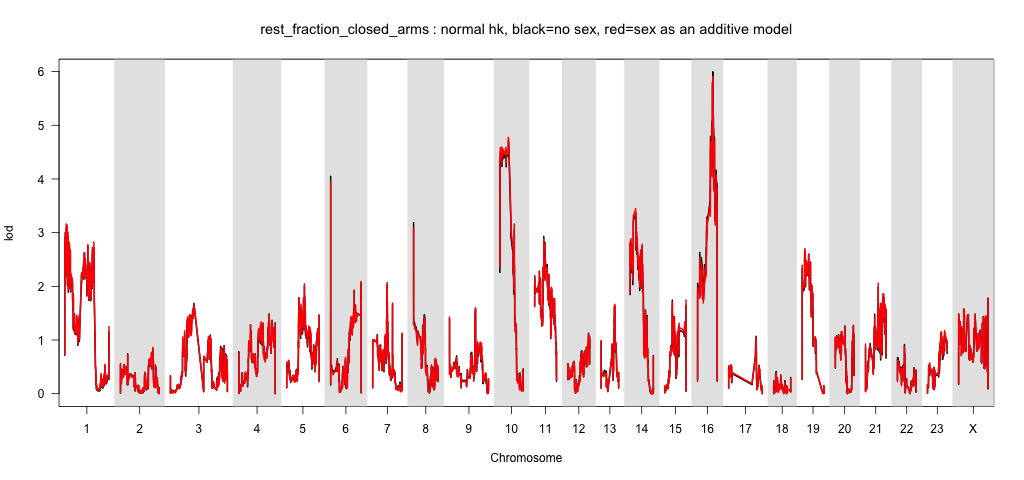 rest_fraction_closed_arms : normal hk, black=no sex, red=sex as an additive model
6
5
4
3
2
1
0
lod
1 2 3 4 5 6 7 8 9 10 11 12 13 14 15 16 17 18 19 20 21 22 23 X
Chromosome